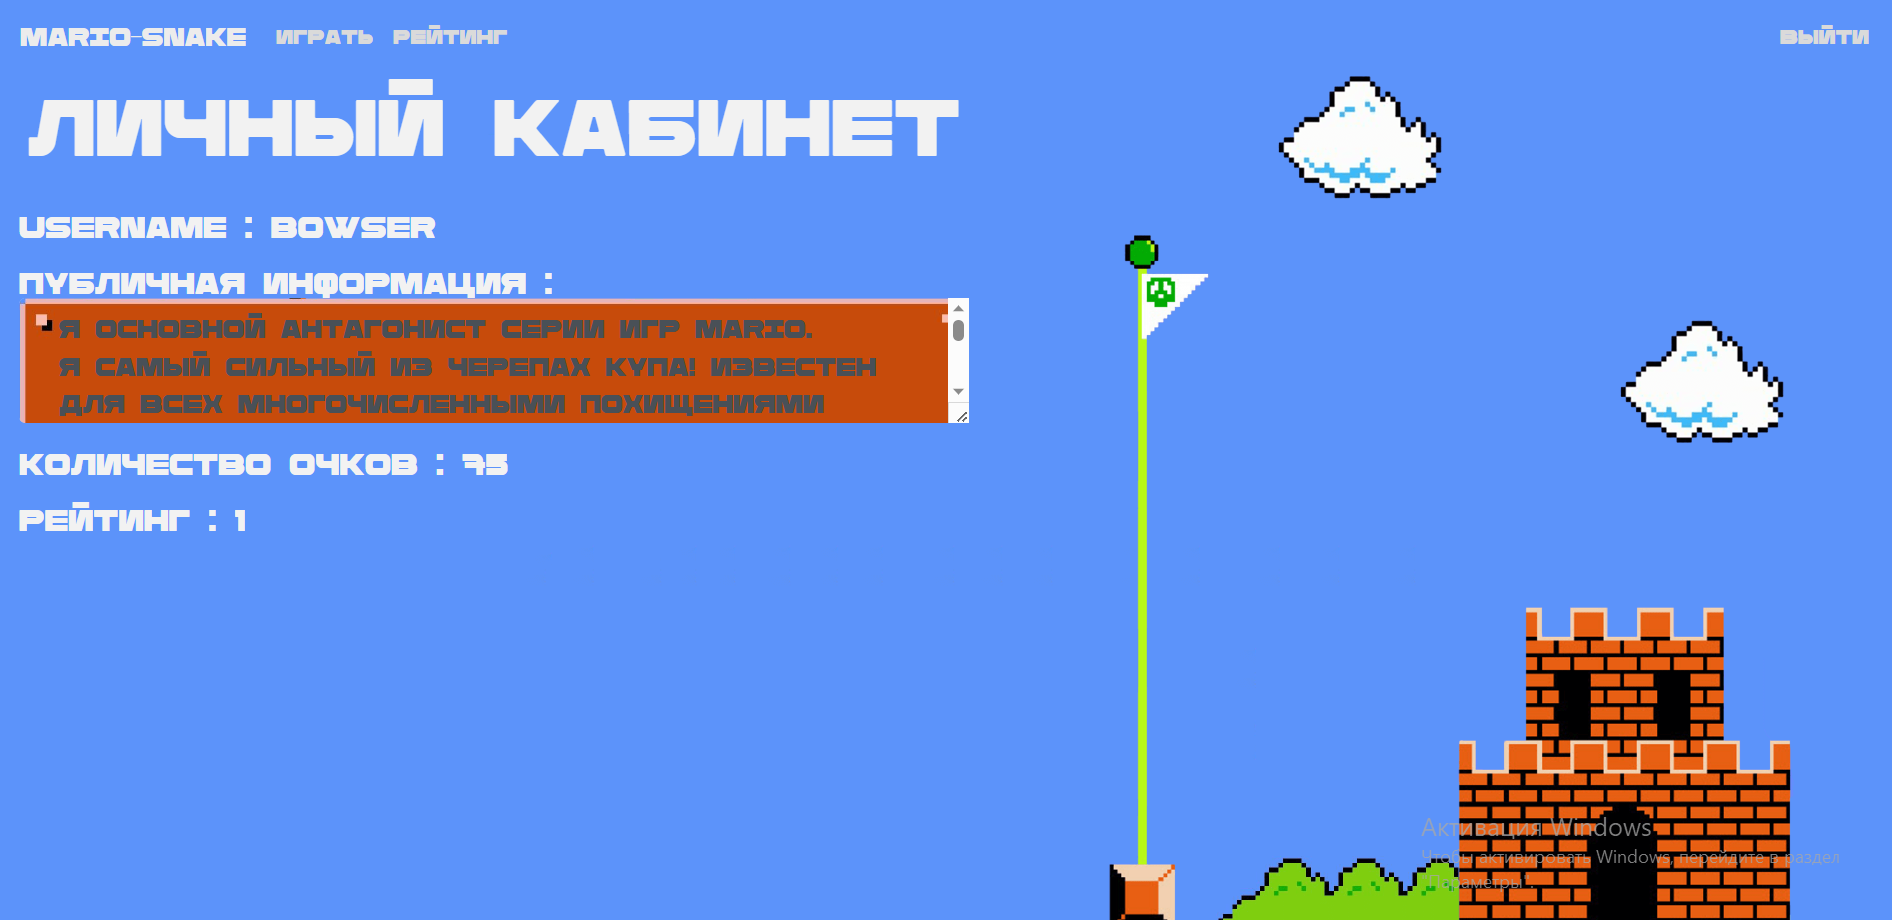 MARIO-SNAKE ИГРАТЬ РЕЙТИНГ ВЫЙТИ
ЛИЧНЫЙ КАБИНЕТ
USERNAME : BOWSER
ПУБЛИЧНАЯ ИНФОРМАЦИЯ :
Я ОСНОВНОЙ АНТАГОНИСТ СЕРИИ ИГР MARIO.
Я САМЫЙ СИЛЬНЫЙ ИЗ ЧЕРЕПАХ КУПА! ИЗВЕСТЕН
ДЛЯ ВСЕХ МНОГОЧИСЛЕННЫМИ ПОХИЩЕНИЯМИ
КОЛИЧЕСТВО ОЧКОВ : 75
РЕЙТИНГ : 1
Активация Windows
Чтобы активировать Windows, перейдите в раздел
"Параметры".